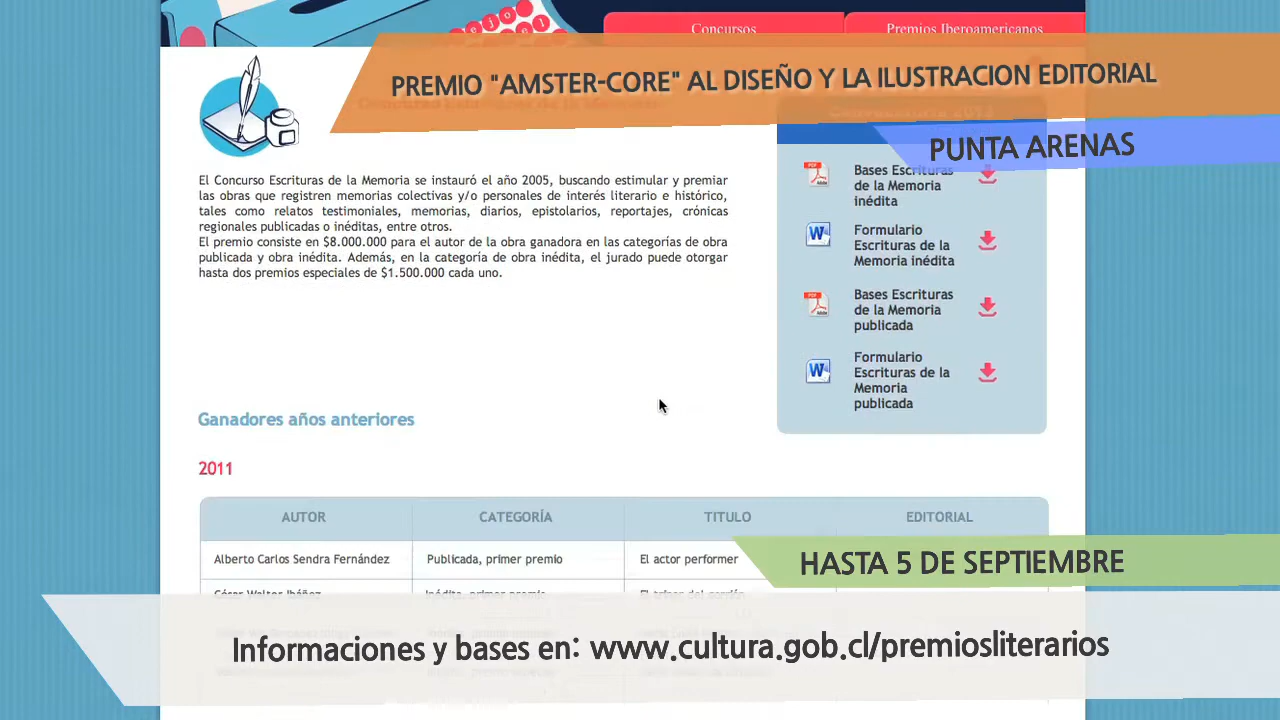 Concursos
Premios Iberoamericanos
PREMIO "AMSTER-CORE" AL DISEÑO Y LA ILUSTRACION EDITORIAL
PUNTA ARENAS
El Concurso Escrituras de la Memoria se instauró el año 2005, buscando estimular y premiar
las obras que registren memorias colectivas y/o personales de interés literario e histórico,
tales como relatos testimoniales, memorias, diarios, epistolarios, reportajes, crónicas
regionales publicadas o inéditas, entre otros.
El premio consiste en $8.000.000 para el autor de la obra ganadora en las categorías de obra
publicada y obra inédita. Además, en la categoría de obra inédita, el jurado puede otorgar
hasta dos premios especiales de $1.500.000 cada uno.
Bases Escrituras
de la Memoria
inédita
Formulario
Escrituras de la
Memoria inédita
Bases Escrituras
de la Memoria
publicada
Formulario
Escrituras de la
Memoria
publicada
Ganadores años anteriores
2011
AUTOR CATEGORÍA TITULO EDITORIAL
Alberto Carlos Sendra Fernández Publicada, primer premio El actor performer
HASTA 5 DE SEPTIEMBRE
Informaciones y bases en: www.cultura.gob.cl/premiosliterarios